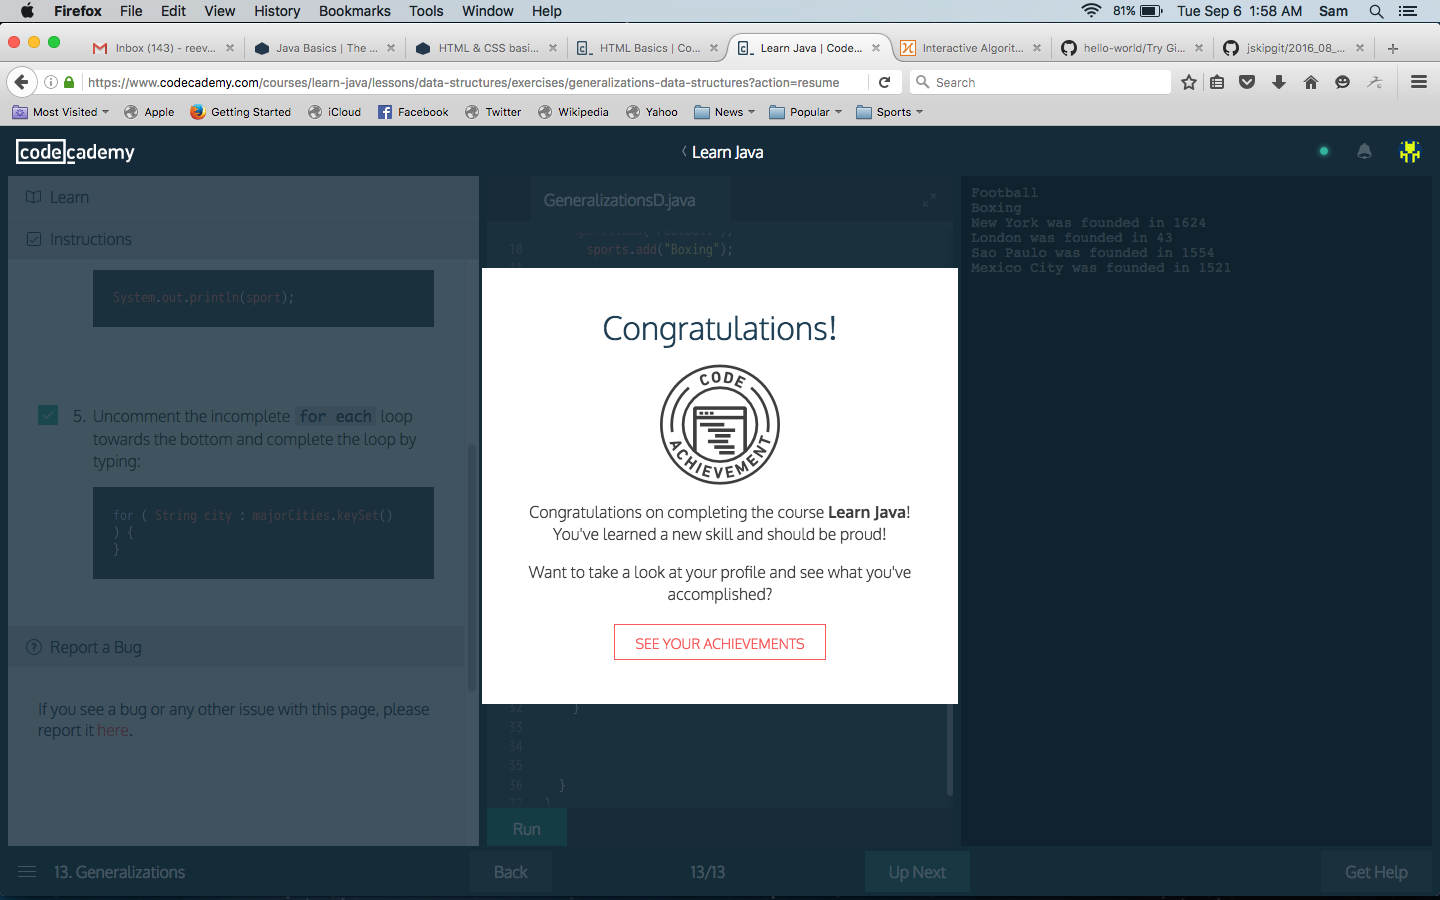 Firefox File Edit View History Bookmarks Tools Window Help 81% Tue Sep 6 1:58 AM Sam
Inbox (143) - reev... Java Basics | The ... HTML & CSS basi... HTML Basics | Co... Learn Java | Code... Interactive Algorit... hello-world/Try Gi... jskipgit/2016_08_...
https://www.codecademy.com/courses/learn-java/lessons/data-structures/exercises/generalizations-data-structures?action=resume Search
Most Visited Apple Getting Started iCloud Facebook Twitter Wikipedia Yahoo News Popular Sports
codecademy Learn Java
Learn
Instructions
System.out.println(sport);
5. Uncomment the incomplete for each loop
towards the bottom and complete the loop by
typing:
for ( String city : majorCities.keySet()
) {
}
Report a Bug
If you see a bug or any other issue with this page, please
report it here.
GeneralizationsD.java
10 sports.add("Boxing");
Congratulations!
CODE
ACHIEVEMENT
Congratulations on completing the course Learn Java!
You've learned a new skill and should be proud!
Want to take a look at your profile and see what you've
accomplished?
SEE YOUR ACHIEVEMENTS
32 }
33
34
35
36 }
37 }
Run
Football
Boxing
New York was founded in 1624
London was founded in 43
Sao Paulo was founded in 1554
Mexico City was founded in 1521
13. Generalizations Back 13/13 Up Next Get Help